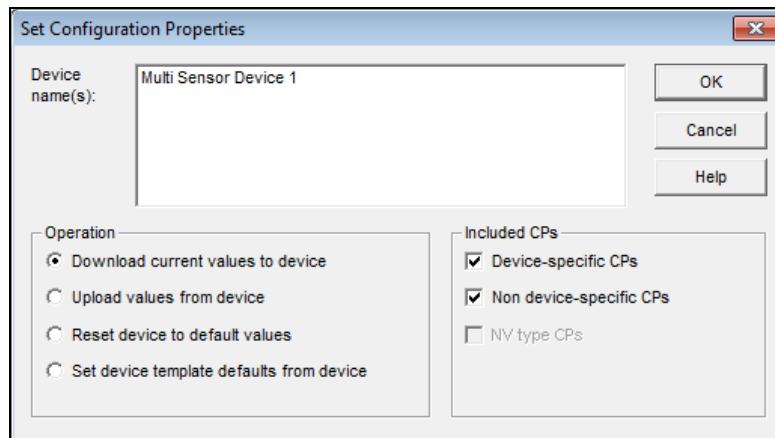 Set Configuration Properties
Device
name(s):
Multi Sensor Device 1
OK
Cancel
Help
Operation
Download current values to device
Upload values from device
Reset device to default values
Set device template defaults from device
Included CPs
Device-specific CPs
Non device-specific CPs
NV type CPs